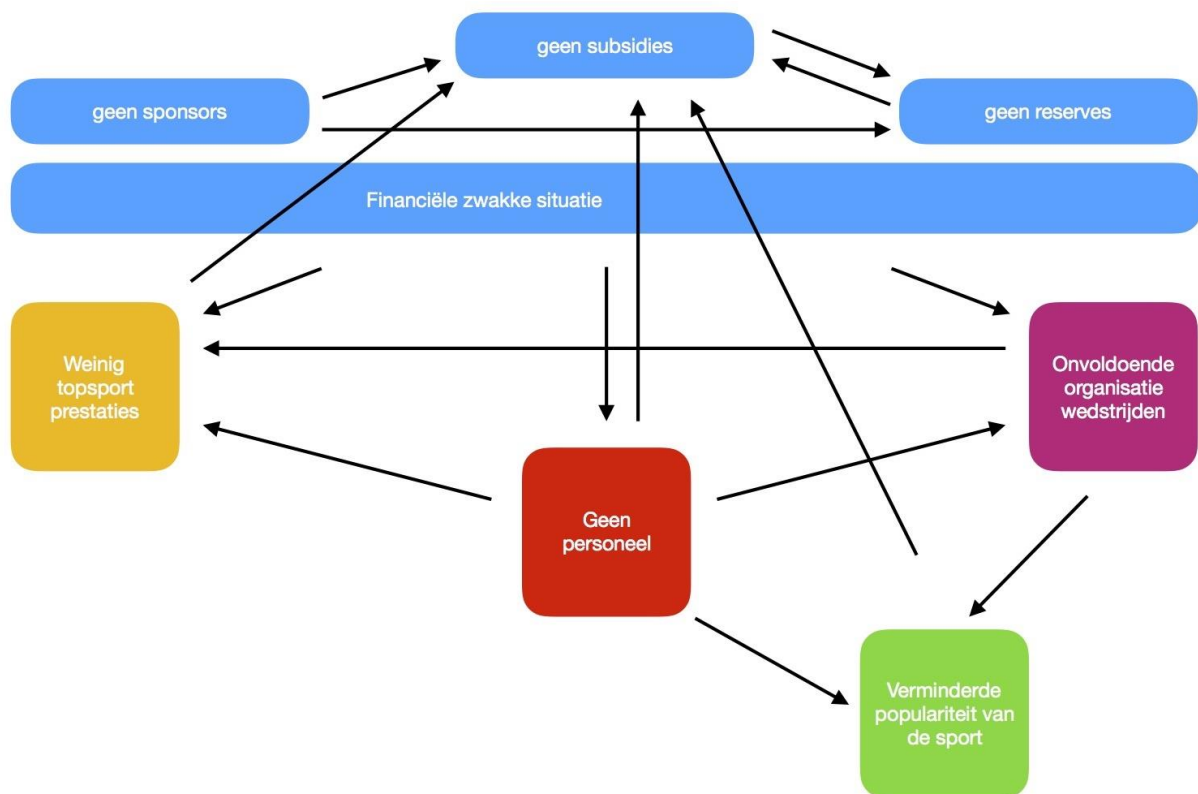 geen subsidies
geen sponsors
geen reserves
Financiële zwakke situatie
Weinig
topsport
prestaties
Onvoldoende
organisatie
wedstrijden
Geen
personeel
Verminderde
populariteit van
de sport